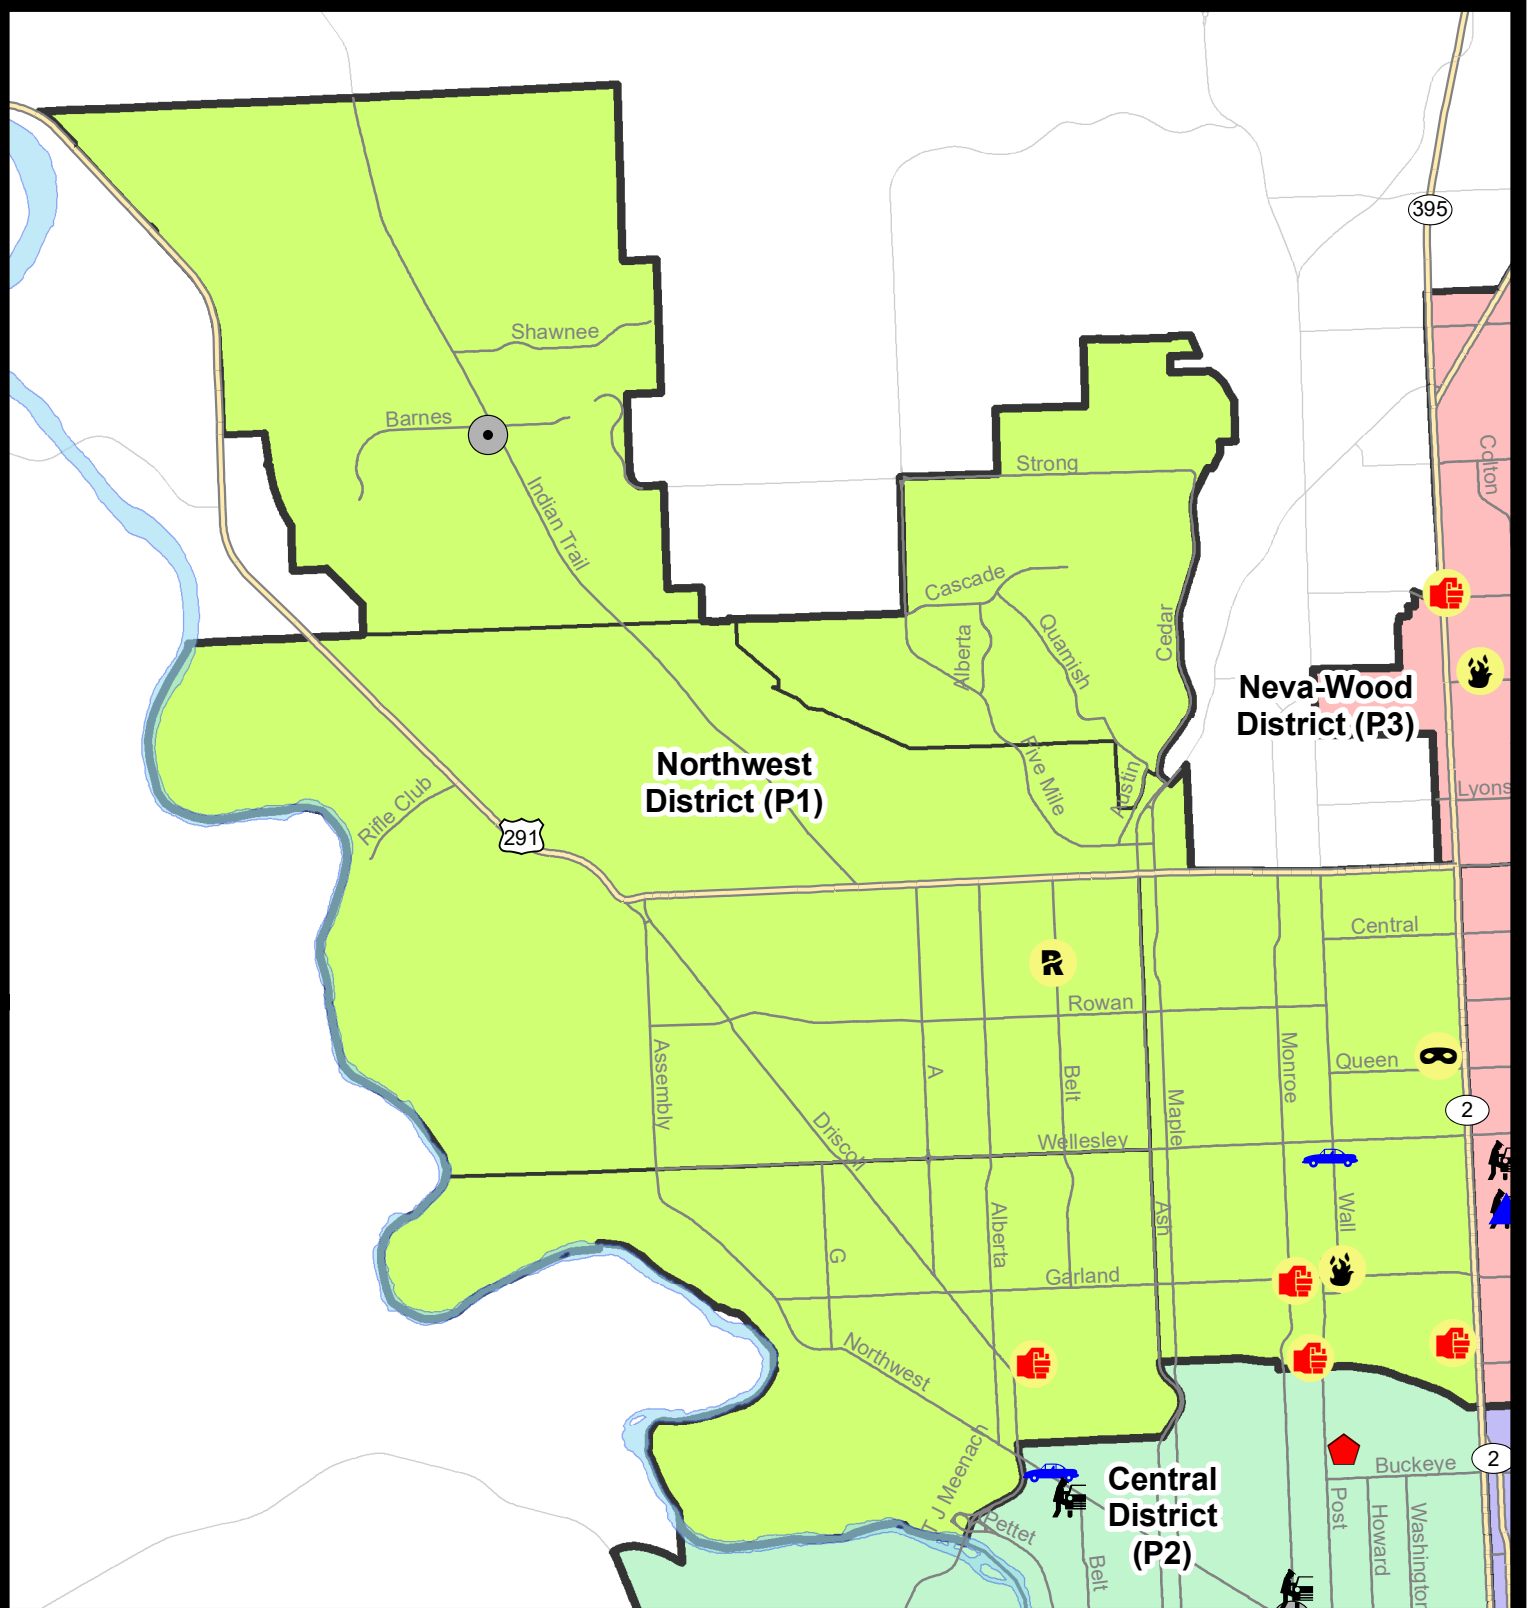 395
Shawnee
Barnes
Colton
Strong
Indian Trail
Cascade
Alberta
Quamish
Cedar
Neva-Wood
District (P3)
Northwest
District (P1)
Five Mile
Austin
Lyons
Rifle Club
291
Central
R
Rowan
Assembly
A
Belt
Monroe
Queen
Maple
2
Driscoll
Wellesley
Alberta
Ash
Wall
G
Garland
Northwest
T J Meenach
Pettet
Central
District
(P2)
Buckeye
2
Belt
Post
Howard
Washington